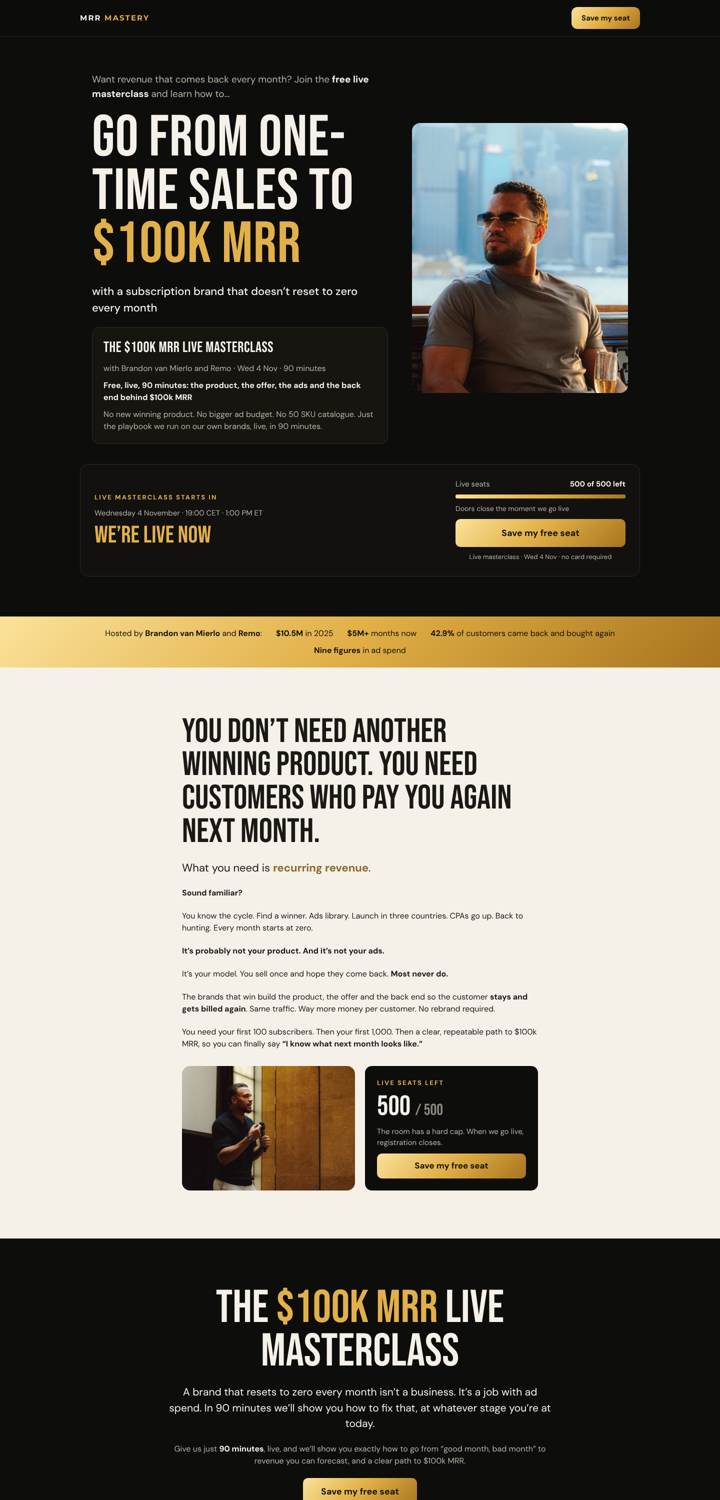 MRR MASTERY
Save my seat
Want revenue that comes back every month? Join the free live
masterclass and learn how to...
GO FROM ONE-
TIME SALES TO
$100K MRR
with a subscription brand that doesn’t reset to zero
every month
THE $100K MRR LIVE MASTERCLASS
with Brandon van Mierlo and Remo · Wed 4 Nov · 90 minutes
Free, live, 90 minutes: the product, the offer, the ads and the back
end behind $100k MRR
No new winning product. No bigger ad budget. No 50 SKU catalogue. Just
the playbook we run on our own brands, live, in 90 minutes.
LIVE MASTERCLASS STARTS IN
Wednesday 4 November · 19:00 CET · 1:00 PM ET
WE’RE LIVE NOW
Live seats 500 of 500 left
Doors close the moment we go live
Save my free seat
Live masterclass · Wed 4 Nov · no card required
Hosted by Brandon van Mierlo and Remo: $10.5M in 2025 $5M+ months now 42.9% of customers came back and bought again
Nine figures in ad spend
YOU DON’T NEED ANOTHER
WINNING PRODUCT. YOU NEED
CUSTOMERS WHO PAY YOU AGAIN
NEXT MONTH.
What you need is recurring revenue.
Sound familiar?
You know the cycle. Find a winner. Ads library. Launch in three countries. CPAs go up. Back to
hunting. Every month starts at zero.
It’s probably not your product. And it’s not your ads.
It’s your model. You sell once and hope they come back. Most never do.
The brands that win build the product, the offer and the back end so the customer stays and
gets billed again. Same traffic. Way more money per customer. No rebrand required.
You need your first 100 subscribers. Then your first 1,000. Then a clear, repeatable path to $100k
MRR, so you can finally say “I know what next month looks like.”
LIVE SEATS LEFT
500 / 500
The room has a hard cap. When we go live,
registration closes.
Save my free seat
THE $100K MRR LIVE
MASTERCLASS
A brand that resets to zero every month isn’t a business. It’s a job with ad
spend. In 90 minutes we’ll show you how to fix that, at whatever stage you’re at
today.
Give us just 90 minutes, live, and we’ll show you exactly how to go from “good month, bad month” to
revenue you can forecast, and a clear path to $100k MRR.
Save my free seat